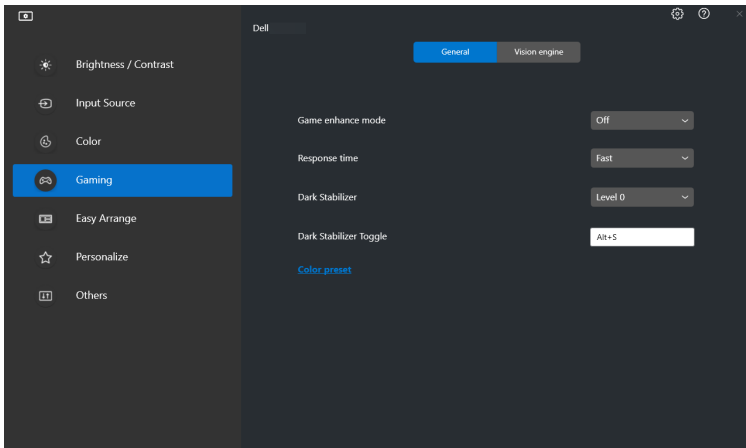 Dell
General
Vision engine
Brightness / Contrast
Input Source
Color
Gaming
Easy Arrange
Personalize
Others
Game enhance mode
Off
Response time
Fast
Dark Stabilizer
Level 0
Dark Stabilizer Toggle
Alt+S
Color preset